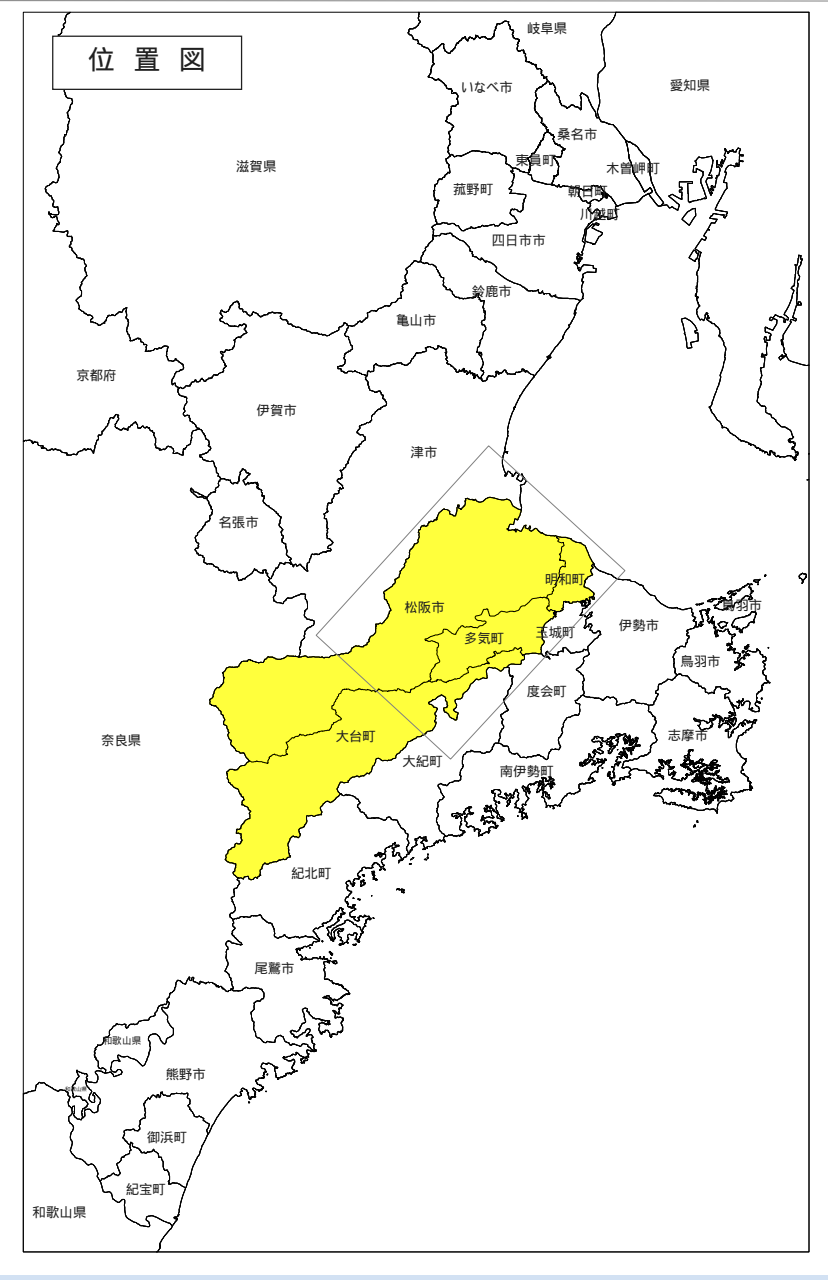 位置図
岐阜県
いなべ市
愛知県
桑名市
東員町
木曽岬町
滋賀県
菰野町
朝日町
川越町
四日市市
鈴鹿市
亀山市
京都府
伊賀市
津市
名張市
明和町
松阪市
鳥羽市
伊勢市
玉城町
多気町
鳥羽市
度会町
大台町
志摩市
奈良県
大紀町
南伊勢町
紀北町
尾鷲市
和歌山県
熊野市
和歌山県
御浜町
紀宝町
和歌山県